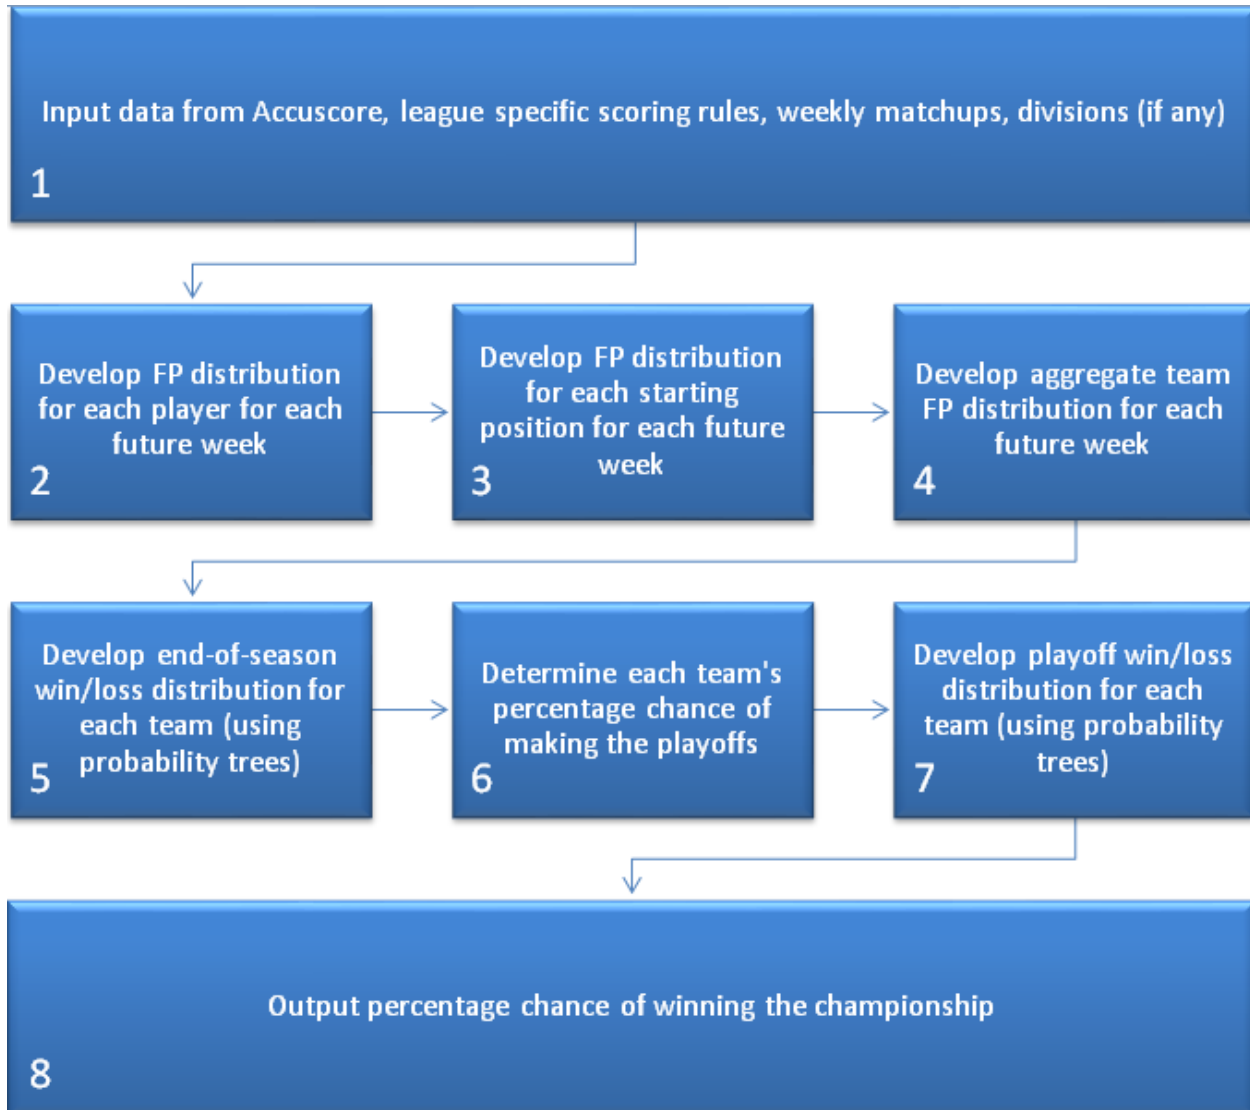 Input data from Accuscore, league specific scoring rules, weekly matchups, divisions (if any)
1
Develop FP distribution
for each player for each
future week
2
Develop FP distribution
for each starting
position for each future
week
3
Develop aggregate team
FP distribution for each
future week
4
Develop end-of-season
win/loss distribution for
each team (using
probability trees)
5
Determine each team's
percentage chance of
making the playoffs
6
Develop playoff win/loss
distribution for each
team (using probability
trees)
7
Output percentage chance of winning the championship
8